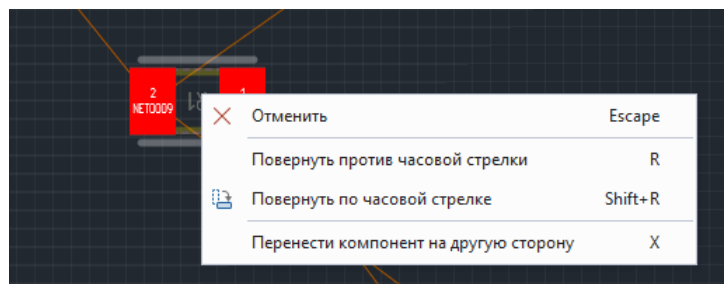 2
NET0009
1
Отменить Escape
Повернуть против часовой стрелки R
Повернуть по часовой стрелке Shift+R
Перенести компонент на другую сторону X